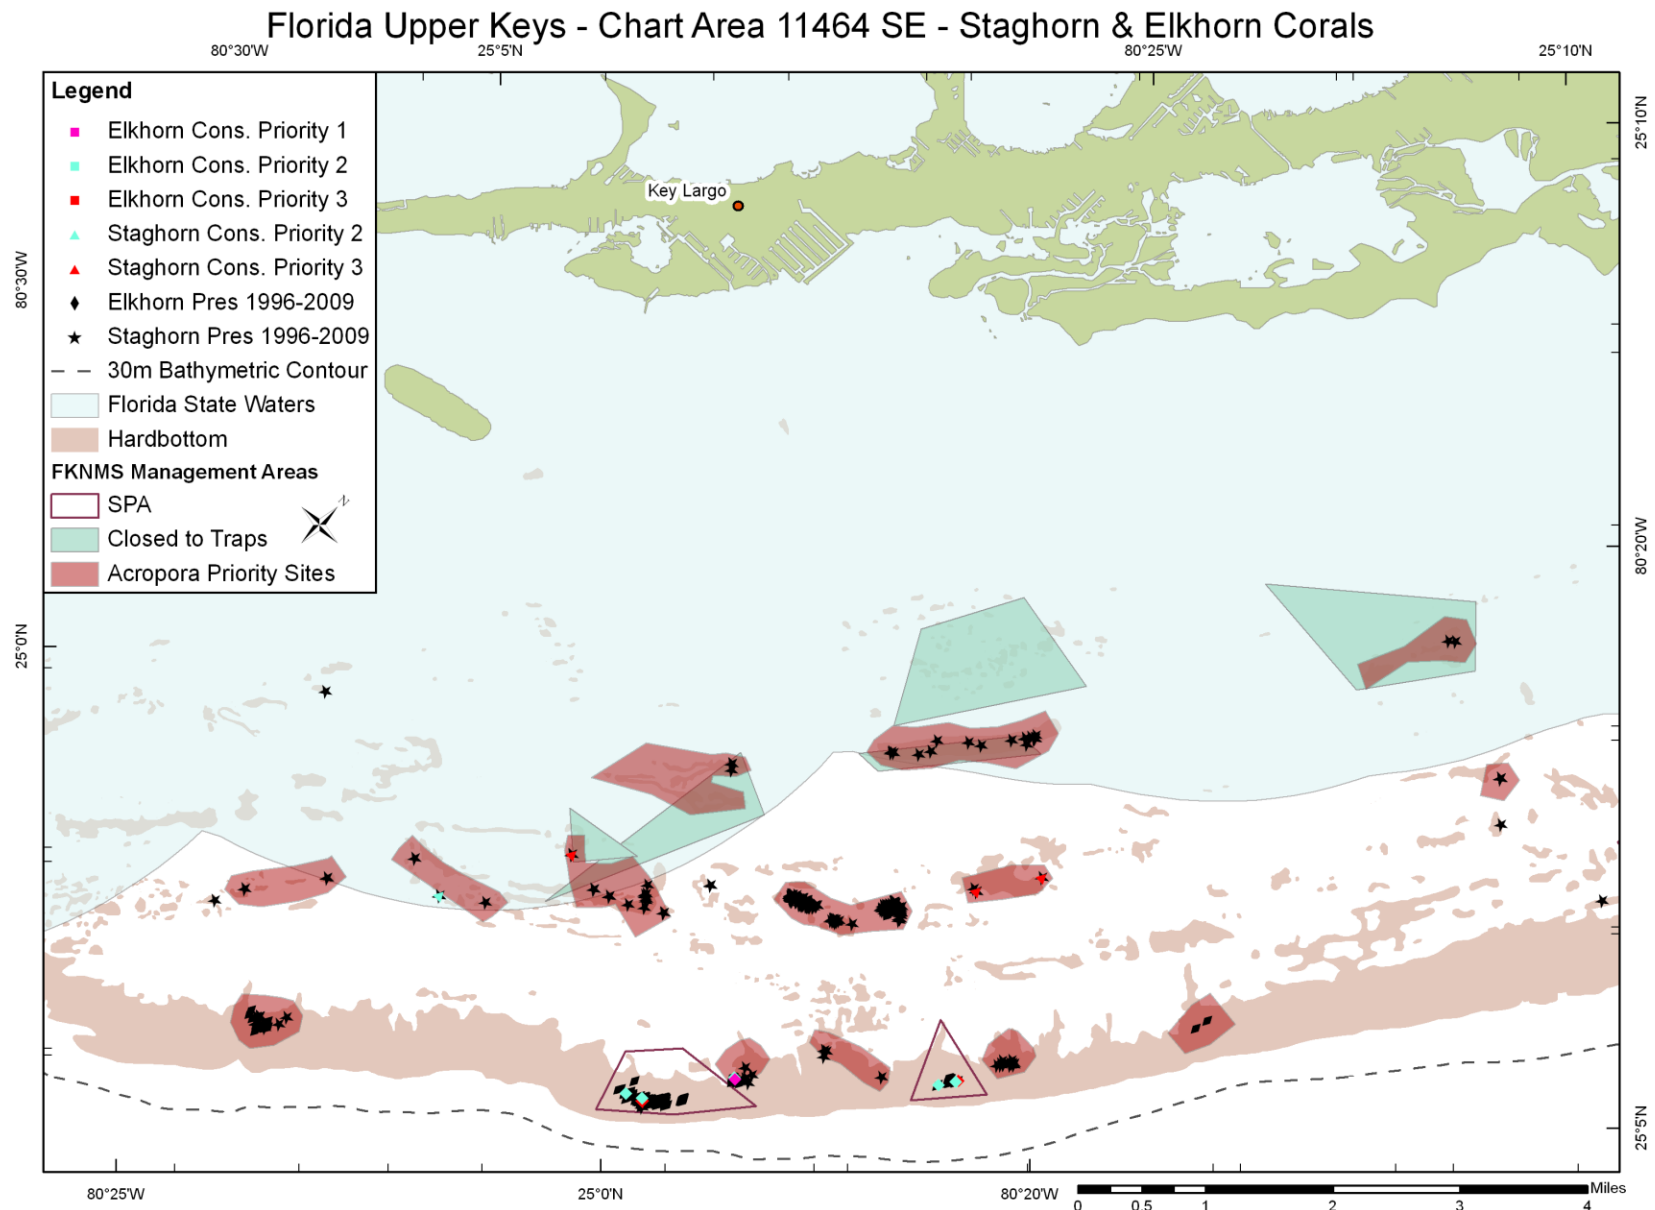 Florida Upper Keys - Chart Area 11464 SE - Staghorn & Elkhorn Corals
80°30'W 25°5'N 80°25'W 25°10'N
Legend
Elkhorn Cons. Priority 1
Elkhorn Cons. Priority 2
Elkhorn Cons. Priority 3
Staghorn Cons. Priority 2
Staghorn Cons. Priority 3
Elkhorn Pres 1996-2009
Staghorn Pres 1996-2009
30m Bathymetric Contour
Florida State Waters
Hardbottom
FKNMS Management Areas
SPA
N
Closed to Traps
Acropora Priority Sites
Key Largo
80°30'W
25°0'N
25°10'N
80°20'W
25°5'N
80°25'W 25°0'N 80°20'W
Miles
0 0.5 1 2 3 4